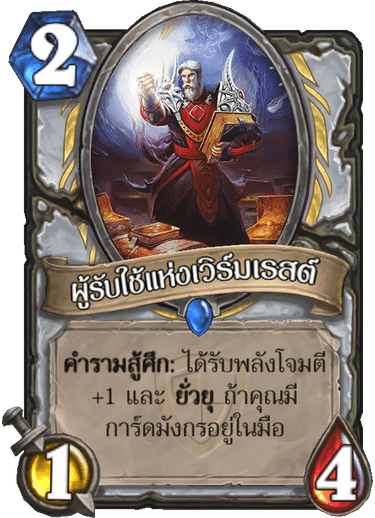 2
ผู้รับใช้แห่งเวิร์มเรสต์
คำรามสู้ศึก: ได้รับพลังโจมตี
+1 และ ยั่วยุ ถ้าคุณมี
การ์ดมังกรอยู่ในมือ
1
4